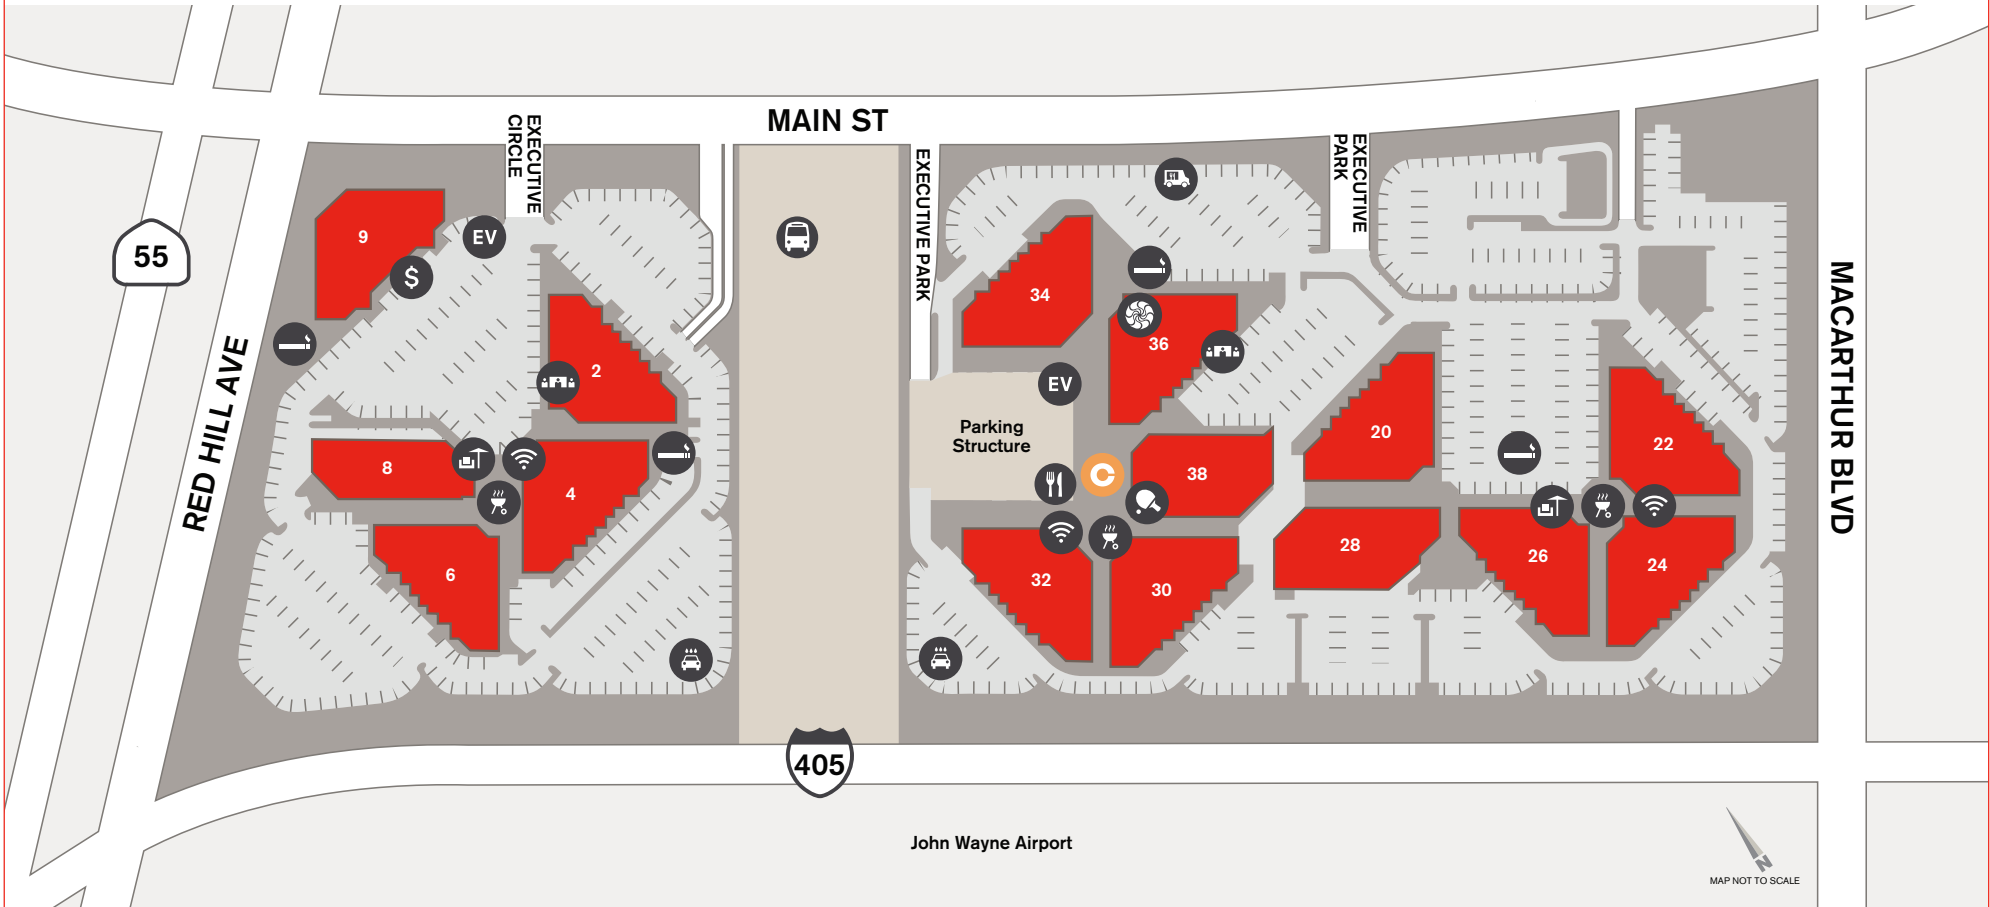 MAIN ST
EXECUTIVE
CIRCLE
EXECUTIVE PARK
EXECUTIVE
PARK
55
RED HILL AVE
MACARTHUR BLVD
9
EV
$
2
8
4
6
34
36
EV
Parking
Structure
C
38
20
22
32
30
28
26
24
405
John Wayne Airport
N
MAP NOT TO SCALE